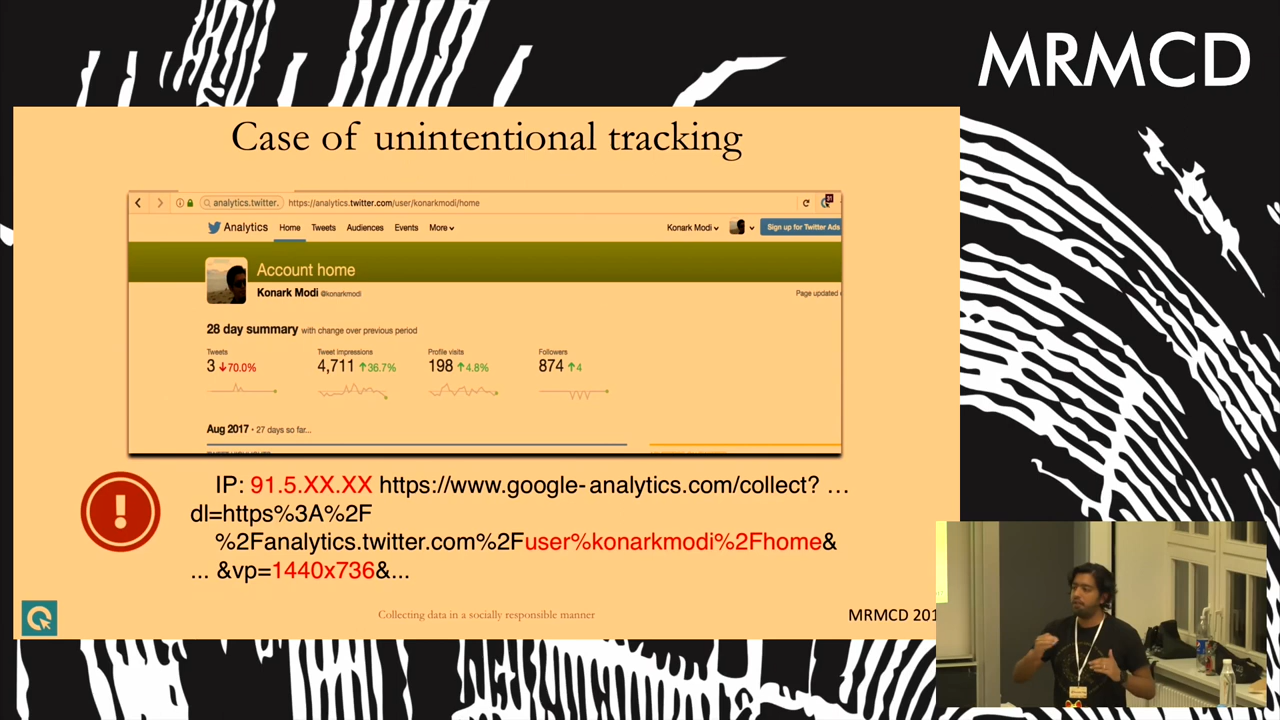 MRMCD
Case of unintentional tracking
analytics.twitter. https://analytics.twitter.com/user/konarkmodi/home
Analytics Home Tweets Audiences Events More Konark Modi Sign up for Twitter Ads
Account home
Konark Modi @konarkmodi
Page updated
28 day summary with change over previous period
Tweets Tweet impressions Profile visits Followers
3 ↓70.0% 4,711 ↑36.7% 198 ↑4.8% 874 ↑4
Aug 2017 • 27 days so far...
IP: 91.5.XX.XX https://www.google-analytics.com/collect? …
dl=https%3A%2F
%2Fanalytics.twitter.com%2Fuser%konarkmodi%2Fhome&
... &vp=1440x736&...
Collecting data in a socially responsible manner
MRMCD 201